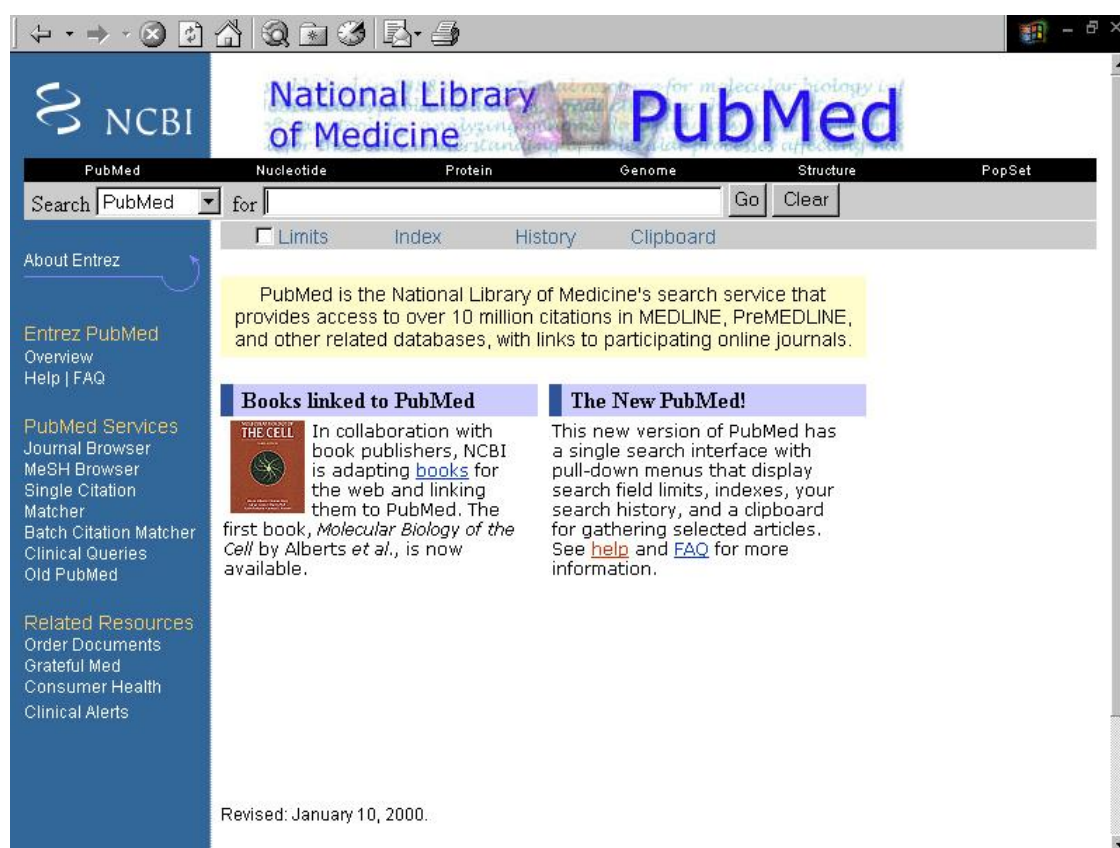 NCBI
National Library
of Medicine
PubMed
PubMed Nucleotide Protein Genome Structure PopSet
Search PubMed for Go Clear
Limits Index History Clipboard
About Entrez
Entrez PubMed
Overview
Help | FAQ
PubMed Services
Journal Browser
MeSH Browser
Single Citation
Matcher
Batch Citation Matcher
Clinical Queries
Old PubMed
Related Resources
Order Documents
Grateful Med
Consumer Health
Clinical Alerts
PubMed is the National Library of Medicine's search service that
provides access to over 10 million citations in MEDLINE, PreMEDLINE,
and other related databases, with links to participating online journals.
Books linked to PubMed
THE CELL
In collaboration with
book publishers, NCBI
is adapting books for
the web and linking
them to PubMed. The
first book, Molecular Biology of the
Cell by Alberts et al., is now
available.
The New PubMed!
This new version of PubMed has
a single search interface with
pull-down menus that display
search field limits, indexes, your
search history, and a clipboard
for gathering selected articles.
See help and FAQ for more
information.
Revised: January 10, 2000.